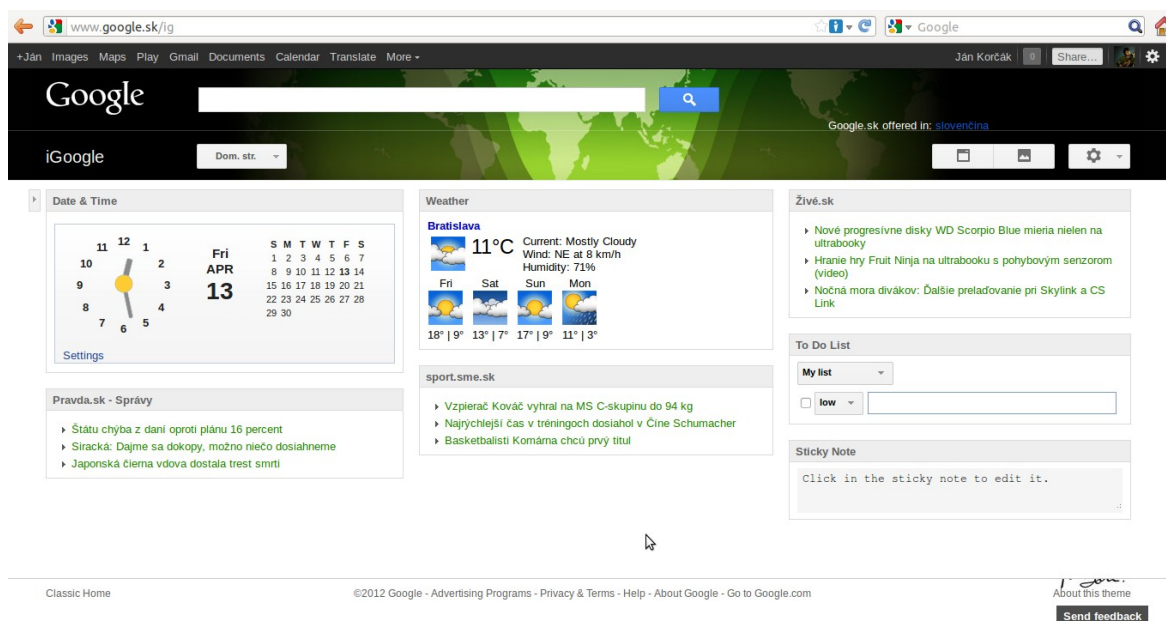 www.google.sk/ig
Google
+Ján Images Maps Play Gmail Documents Calendar Translate More
Ján Korčák 0 Share...
Google
Google.sk offered in: slovenčina
iGoogle
Dom. str.
Date & Time
12
11 1
10 2
9 3
8 4
7 5
6
Fri
APR
13
S M T W T F S
1 2 3 4 5 6 7
8 9 10 11 12 13 14
15 16 17 18 19 20 21
22 23 24 25 26 27 28
29 30
Settings
Pravda.sk - Správy
Štátu chýba z daní oproti plánu 16 percent
Siracká: Dajme sa dokopy, možno niečo dosiahneme
Japonská čierna vdova dostala trest smrti
Weather
Bratislava
11°C
Current: Mostly Cloudy
Wind: NE at 8 km/h
Humidity: 71%
Fri Sat Sun Mon
18° | 9° 13° | 7° 17° | 9° 11° | 3°
sport.sme.sk
Vzpierač Kováč vyhral na MS C-skupinu do 94 kg
Najrýchlejší čas v tréningoch dosiahol v Číne Schumacher
Basketbalisti Komárna chcú prvý titul
Živé.sk
Nové progresívne disky WD Scorpio Blue mieria nielen na
ultrabooky
Hranie hry Fruit Ninja na ultrabooku s pohybovým senzorom
(video)
Nočná mora divákov: Ďalšie prelaďovanie pri Skylink a CS
Link
To Do List
My list
low
Sticky Note
Click in the sticky note to edit it.
Classic Home
©2012 Google - Advertising Programs - Privacy & Terms - Help - About Google - Go to Google.com
About this theme
Send feedback